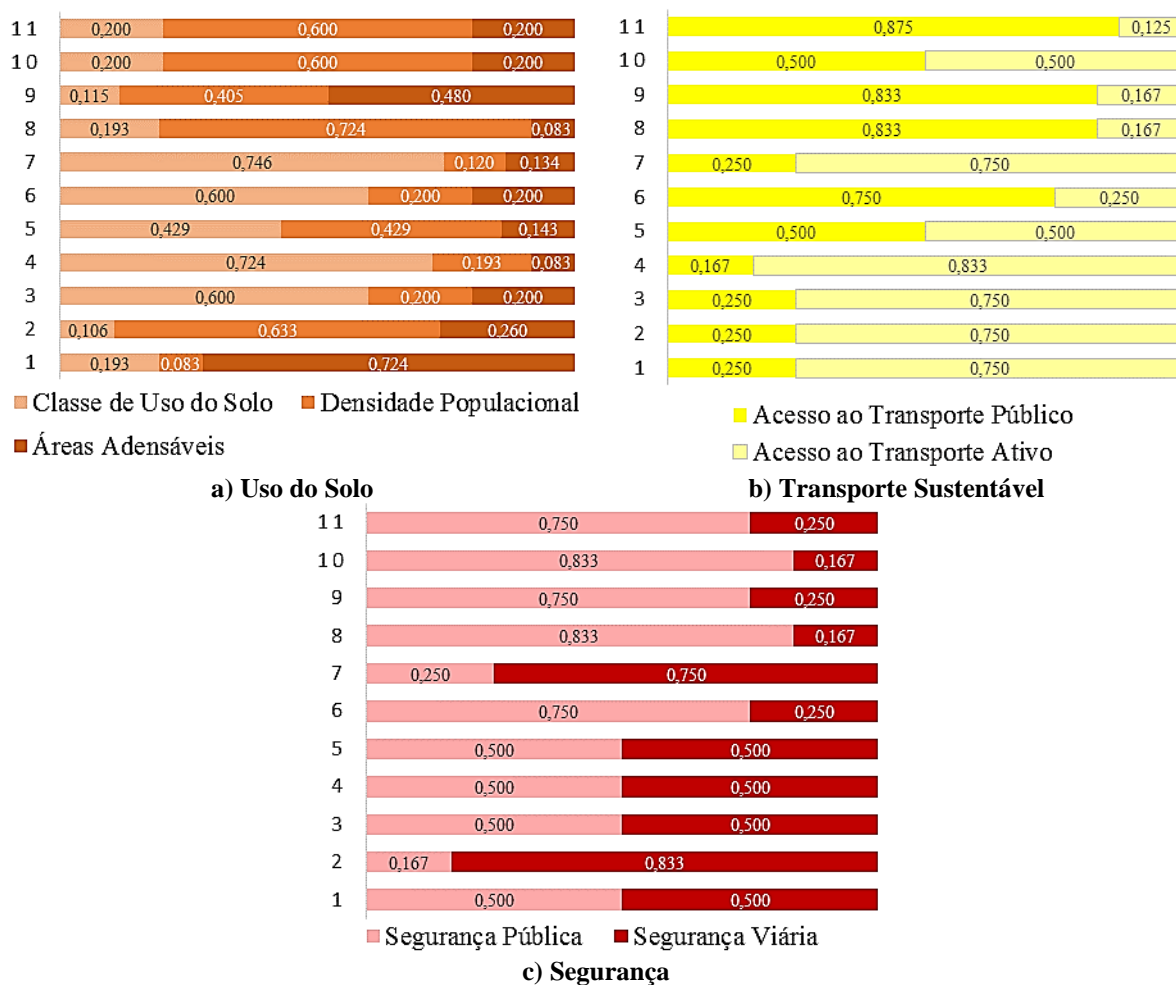 11 0,200 0,600 0,200
10 0,200 0,600 0,200
9 0,115 0,405 0,480
8 0,193 0,724 0,083
7 0,746 0,120 0,134
6 0,600 0,200 0,200
5 0,429 0,429 0,143
4 0,724 0,193 0,083
3 0,600 0,200 0,200
2 0,106 0,633 0,260
1 0,193 0,083 0,724
Classe de Uso do Solo Densidade Populacional
Áreas Adensáveis
a) Uso do Solo
11 0,875 0,125
10 0,500 0,500
9 0,833 0,167
8 0,833 0,167
7 0,250 0,750
6 0,750 0,250
5 0,500 0,500
4 0,167 0,833
3 0,250 0,750
2 0,250 0,750
1 0,250 0,750
Acesso ao Transporte Público
Acesso ao Transporte Ativo
b) Transporte Sustentável
11 0,750 0,250
10 0,833 0,167
9 0,750 0,250
8 0,833 0,167
7 0,250 0,750
6 0,750 0,250
5 0,500 0,500
4 0,500 0,500
3 0,500 0,500
2 0,167 0,833
1 0,500 0,500
Segurança Pública Segurança Viária
c) Segurança